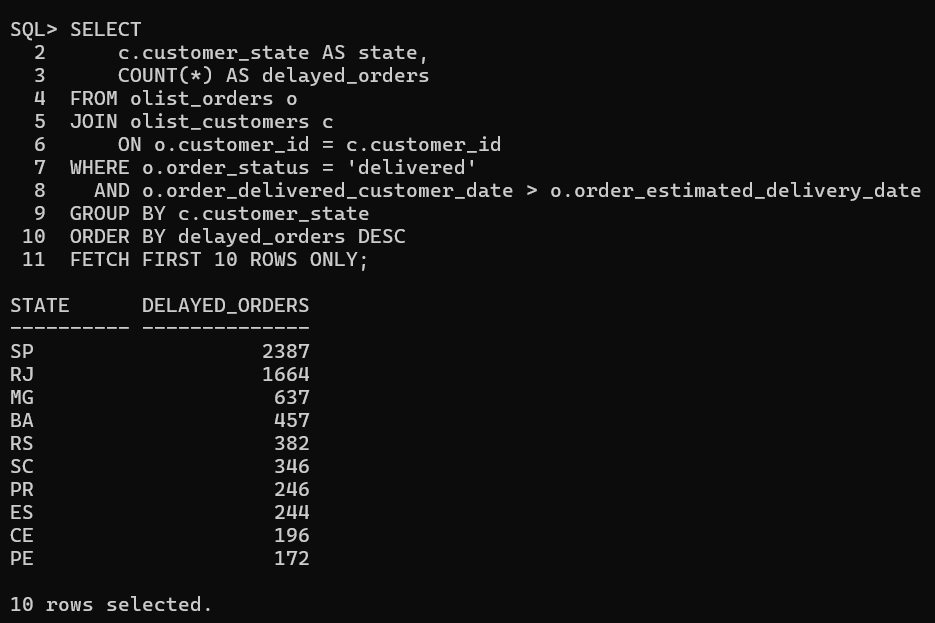 SQL> SELECT
  2      c.customer_state AS state,
  3      COUNT(*) AS delayed_orders
  4  FROM olist_orders o
  5  JOIN olist_customers c
  6      ON o.customer_id = c.customer_id
  7  WHERE o.order_status = 'delivered'
  8    AND o.order_delivered_customer_date > o.order_estimated_delivery_date
  9  GROUP BY c.customer_state
 10  ORDER BY delayed_orders DESC
 11  FETCH FIRST 10 ROWS ONLY;
STATE      DELAYED_ORDERS
---------- --------------
SP                   2387
RJ                   1664
MG                    637
BA                    457
RS                    382
SC                    346
PR                    246
ES                    244
CE                    196
PE                    172
10 rows selected.